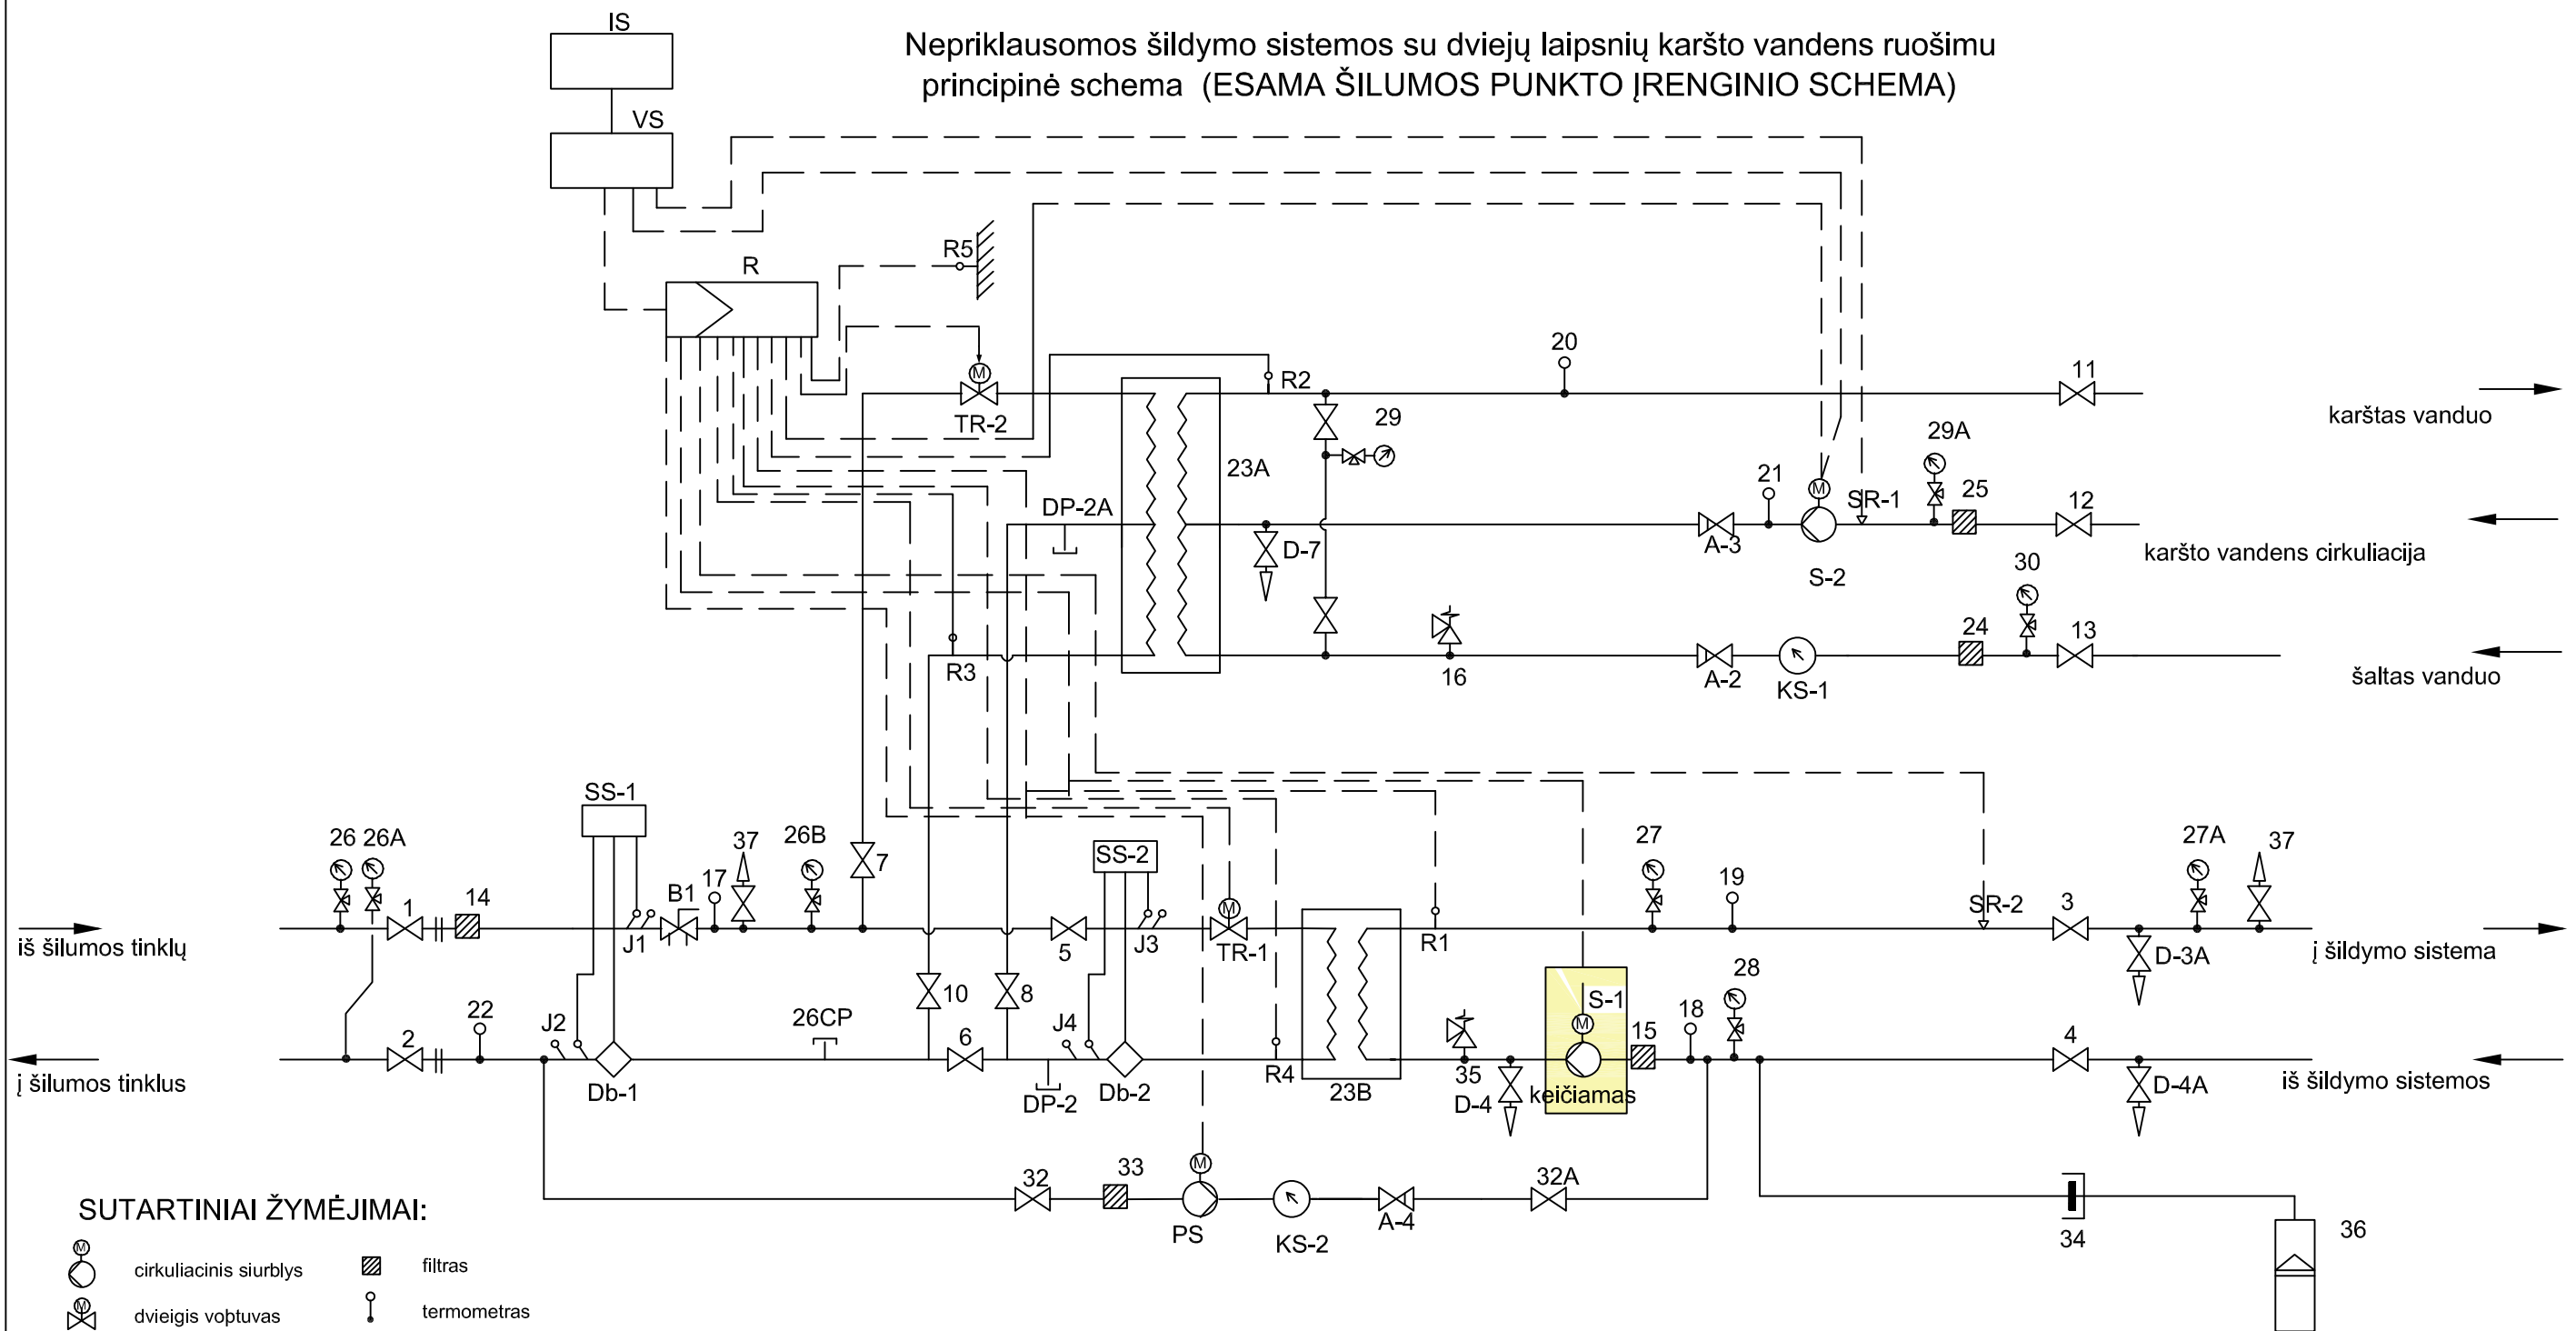 IS
Nepriklausomos šildymo sistemos su dviejų laipsnių karšto vandens ruošimu
principinė schema (ESAMA ŠILUMOS PUNKTO ĮRENGINIO SCHEMA)
VS
R5
R
20
11
M
R2
TR-2
karštas vanduo
29
29A
23A
21
25
12
M
SR-1
DP-2A
A-3
D-7
karšto vandens cirkuliacija
S-2
30
24
13
R3
16
A-2
KS-1
šaltas vanduo
SS-1
26
26A
37
26B
7
SS-2
27
27A
37
19
14
B1
17
1
M
SR-2
3
J1
5
J3
TR-1
R1
iš šilumos tinklų
D-3A
į šildymo sistema
28
10
8
S-1
22
26CP
J2
J4
18
2
6
M
15
4
į šilumos tinklus
Db-1
DP-2
Db-2
R4
23B
35
D-4
keičiamas
D-4A
iš šildymo sistemos
32
33
M
32A
A-4
PS
KS-2
34
36
SUTARTINIAI ŽYMĖJIMAI:
M
cirkuliacinis siurblys
filtras
M
dvieigis voþtuvas
termometras